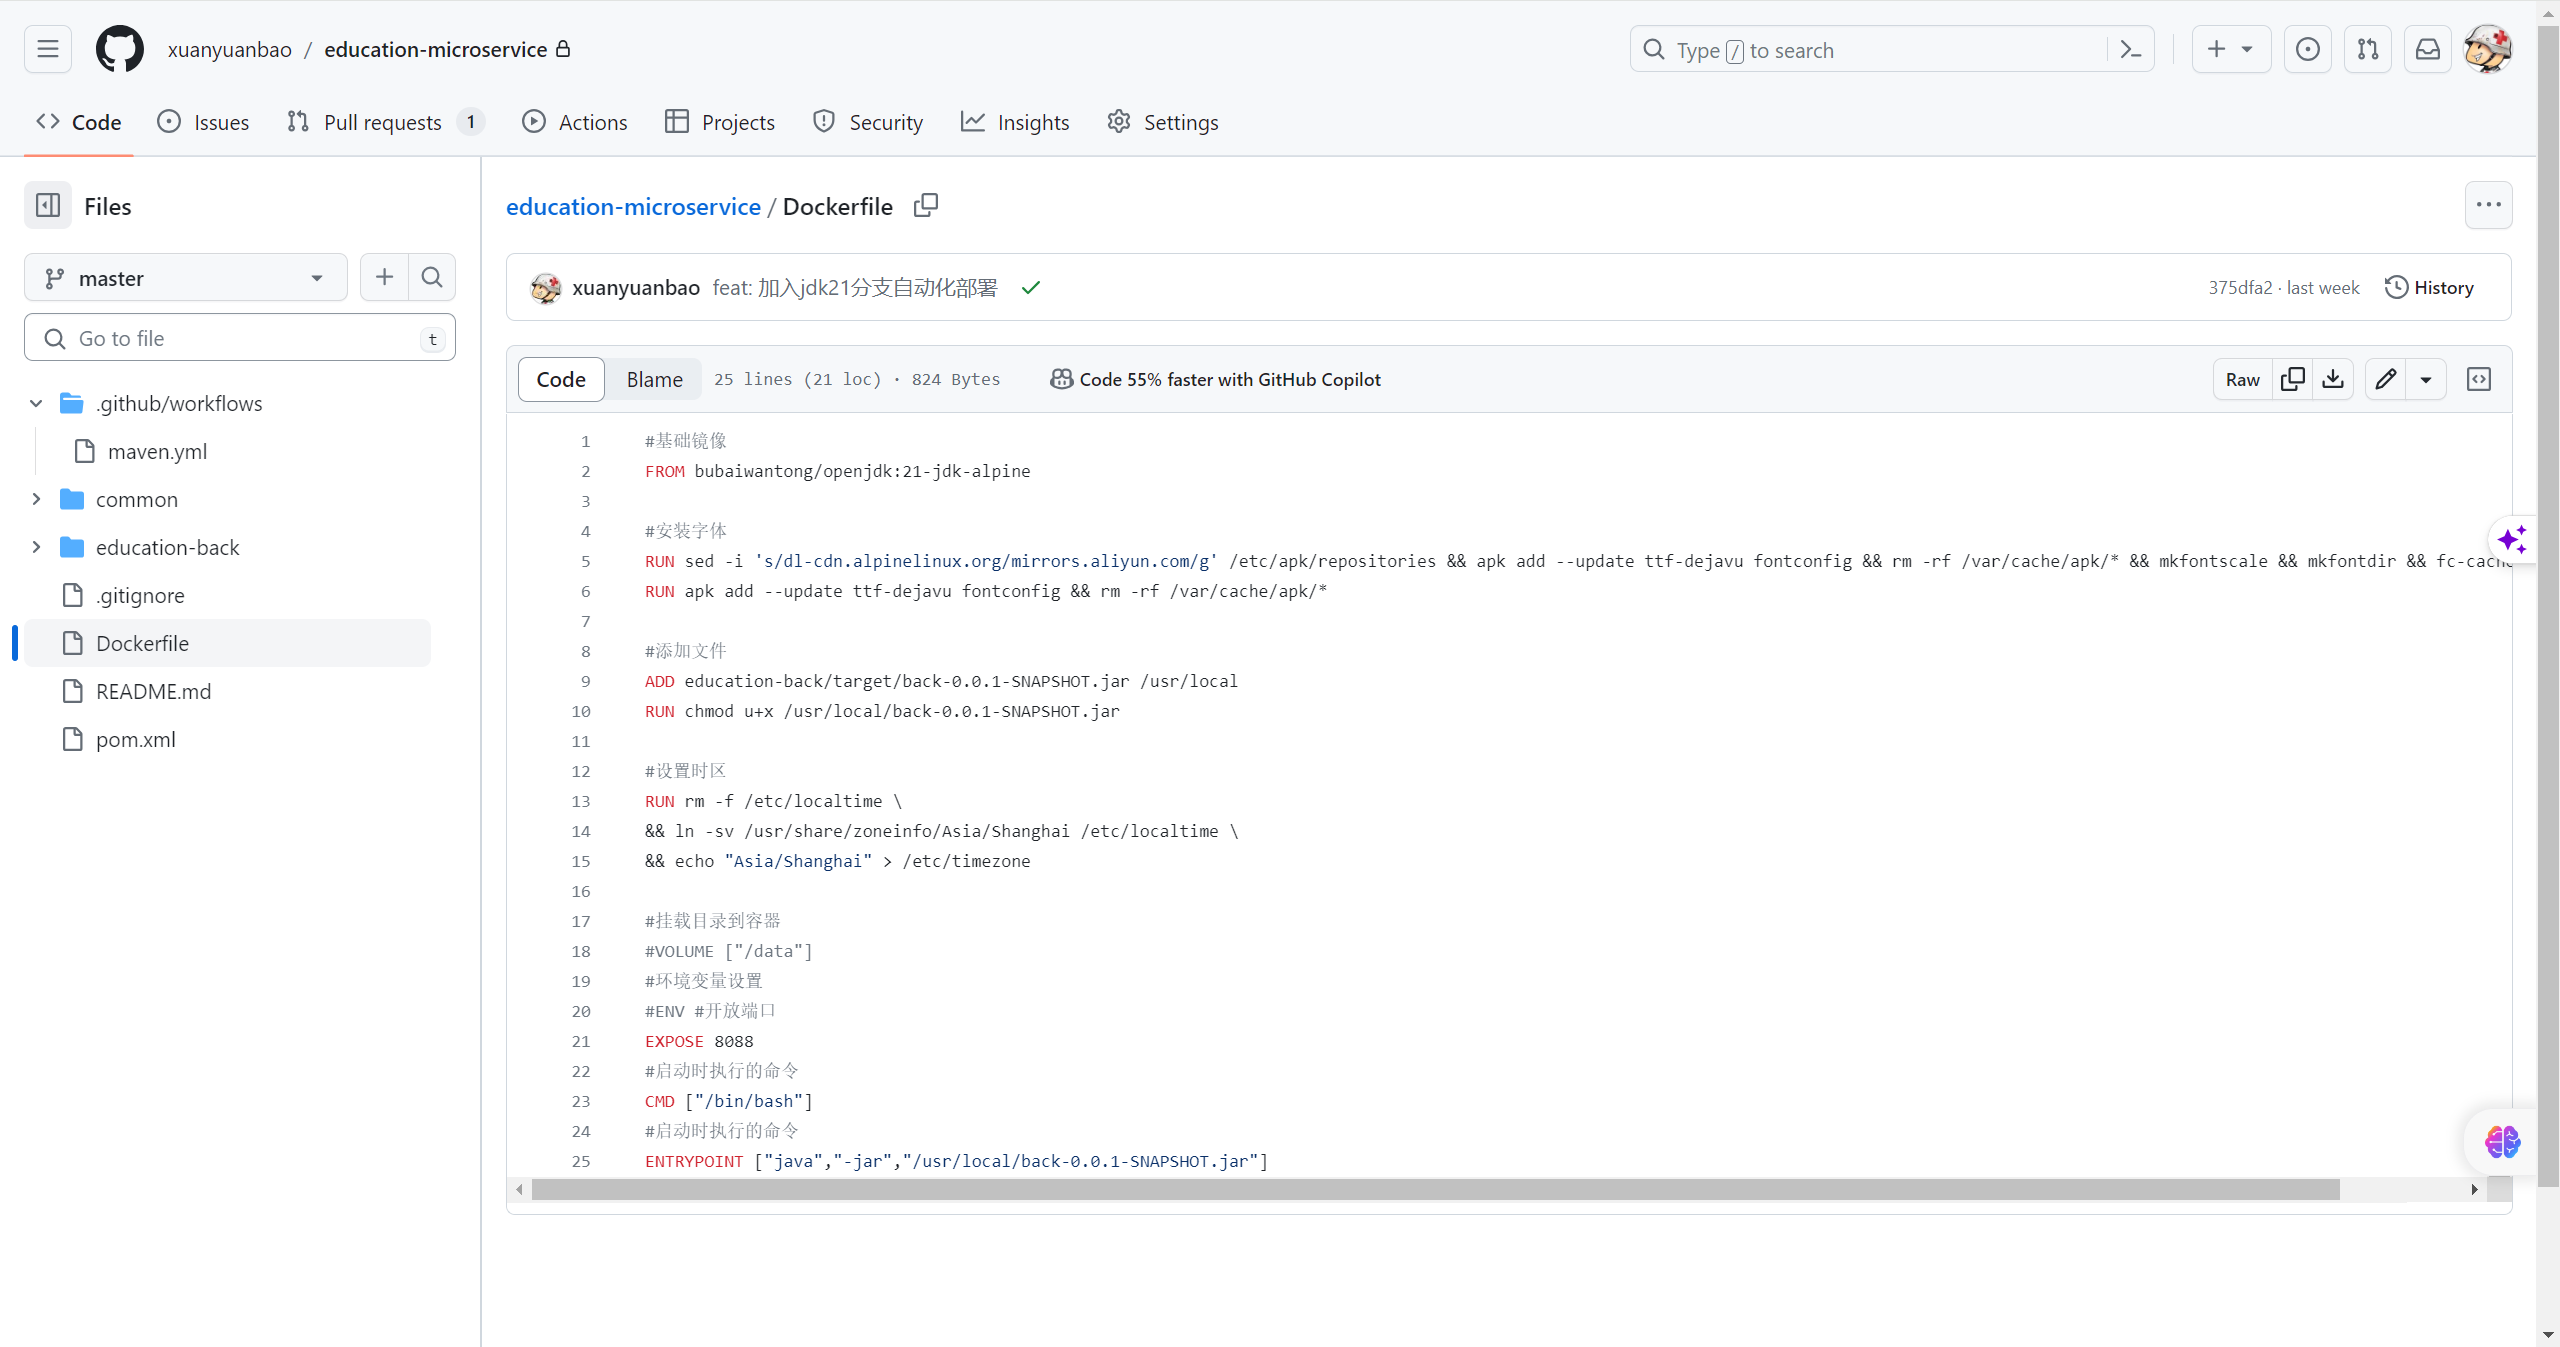 xuanyuanbao / education-microservice
Type / to search
Code
Issues
Pull requests 1
Actions
Projects
Security
Insights
Settings
Files
master
Go to file
t
.github/workflows
maven.yml
common
education-back
.gitignore
Dockerfile
README.md
pom.xml
education-microservice / Dockerfile
xuanyuanbao feat: 加入jdk21分支自动化部署
375dfa2 · last week
History
Code
Blame
25 lines (21 loc) · 824 Bytes
Code 55% faster with GitHub Copilot
Raw
1 #基础镜像
2 FROM bubaiwantong/openjdk:21-jdk-alpine
3
4 #安装字体
5 RUN sed -i 's/dl-cdn.alpinelinux.org/mirrors.aliyun.com/g' /etc/apk/repositories && apk add --update ttf-dejavu fontconfig && rm -rf /var/cache/apk/* && mkfontscale && mkfontdir && fc-cache
6 RUN apk add --update ttf-dejavu fontconfig && rm -rf /var/cache/apk/*
7
8 #添加文件
9 ADD education-back/target/back-0.0.1-SNAPSHOT.jar /usr/local
10 RUN chmod u+x /usr/local/back-0.0.1-SNAPSHOT.jar
11
12 #设置时区
13 RUN rm -f /etc/localtime \
14 && ln -sv /usr/share/zoneinfo/Asia/Shanghai /etc/localtime \
15 && echo "Asia/Shanghai" > /etc/timezone
16
17 #挂载目录到容器
18 #VOLUME ["/data"]
19 #环境变量设置
20 #ENV #开放端口
21 EXPOSE 8088
22 #启动时执行的命令
23 CMD ["/bin/bash"]
24 #启动时执行的命令
25 ENTRYPOINT ["java","-jar","/usr/local/back-0.0.1-SNAPSHOT.jar"]